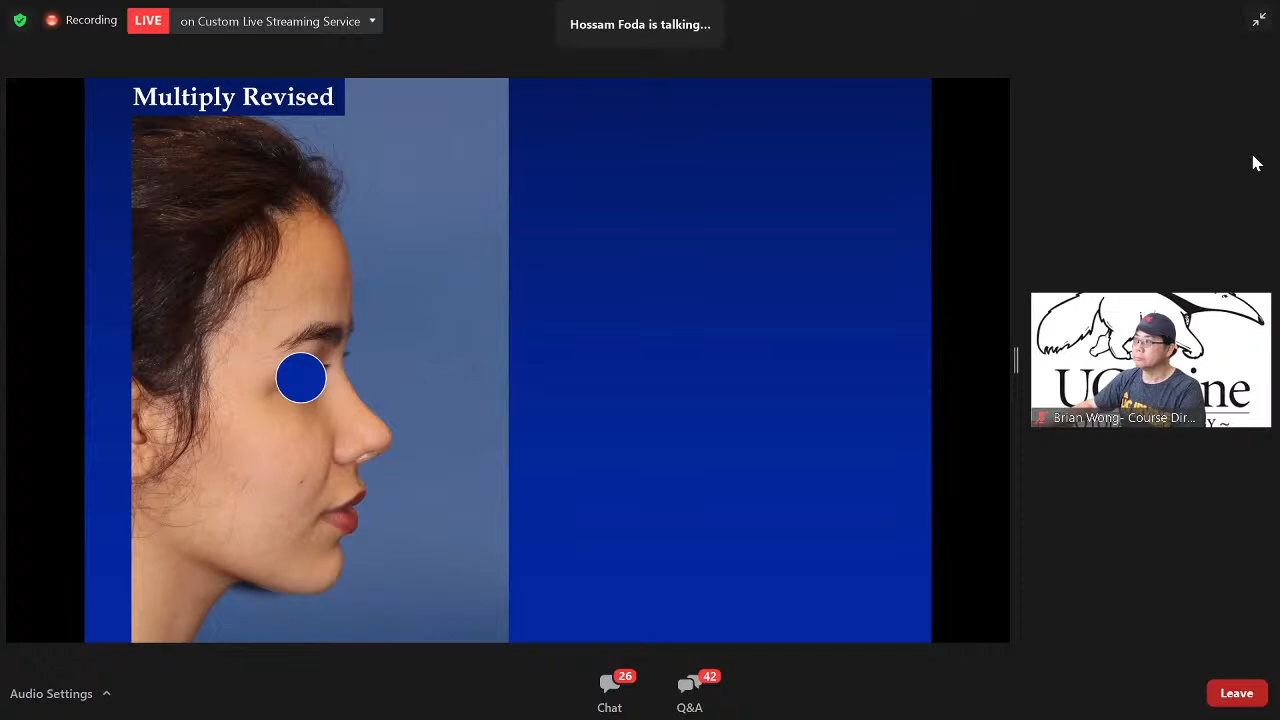 Recording
LIVE
on Custom Live Streaming Service
Hossam Foda is talking...
Multiply Revised
Brian Wong- Course Dir...
26
42
Audio Settings
Chat
Q&A
Leave